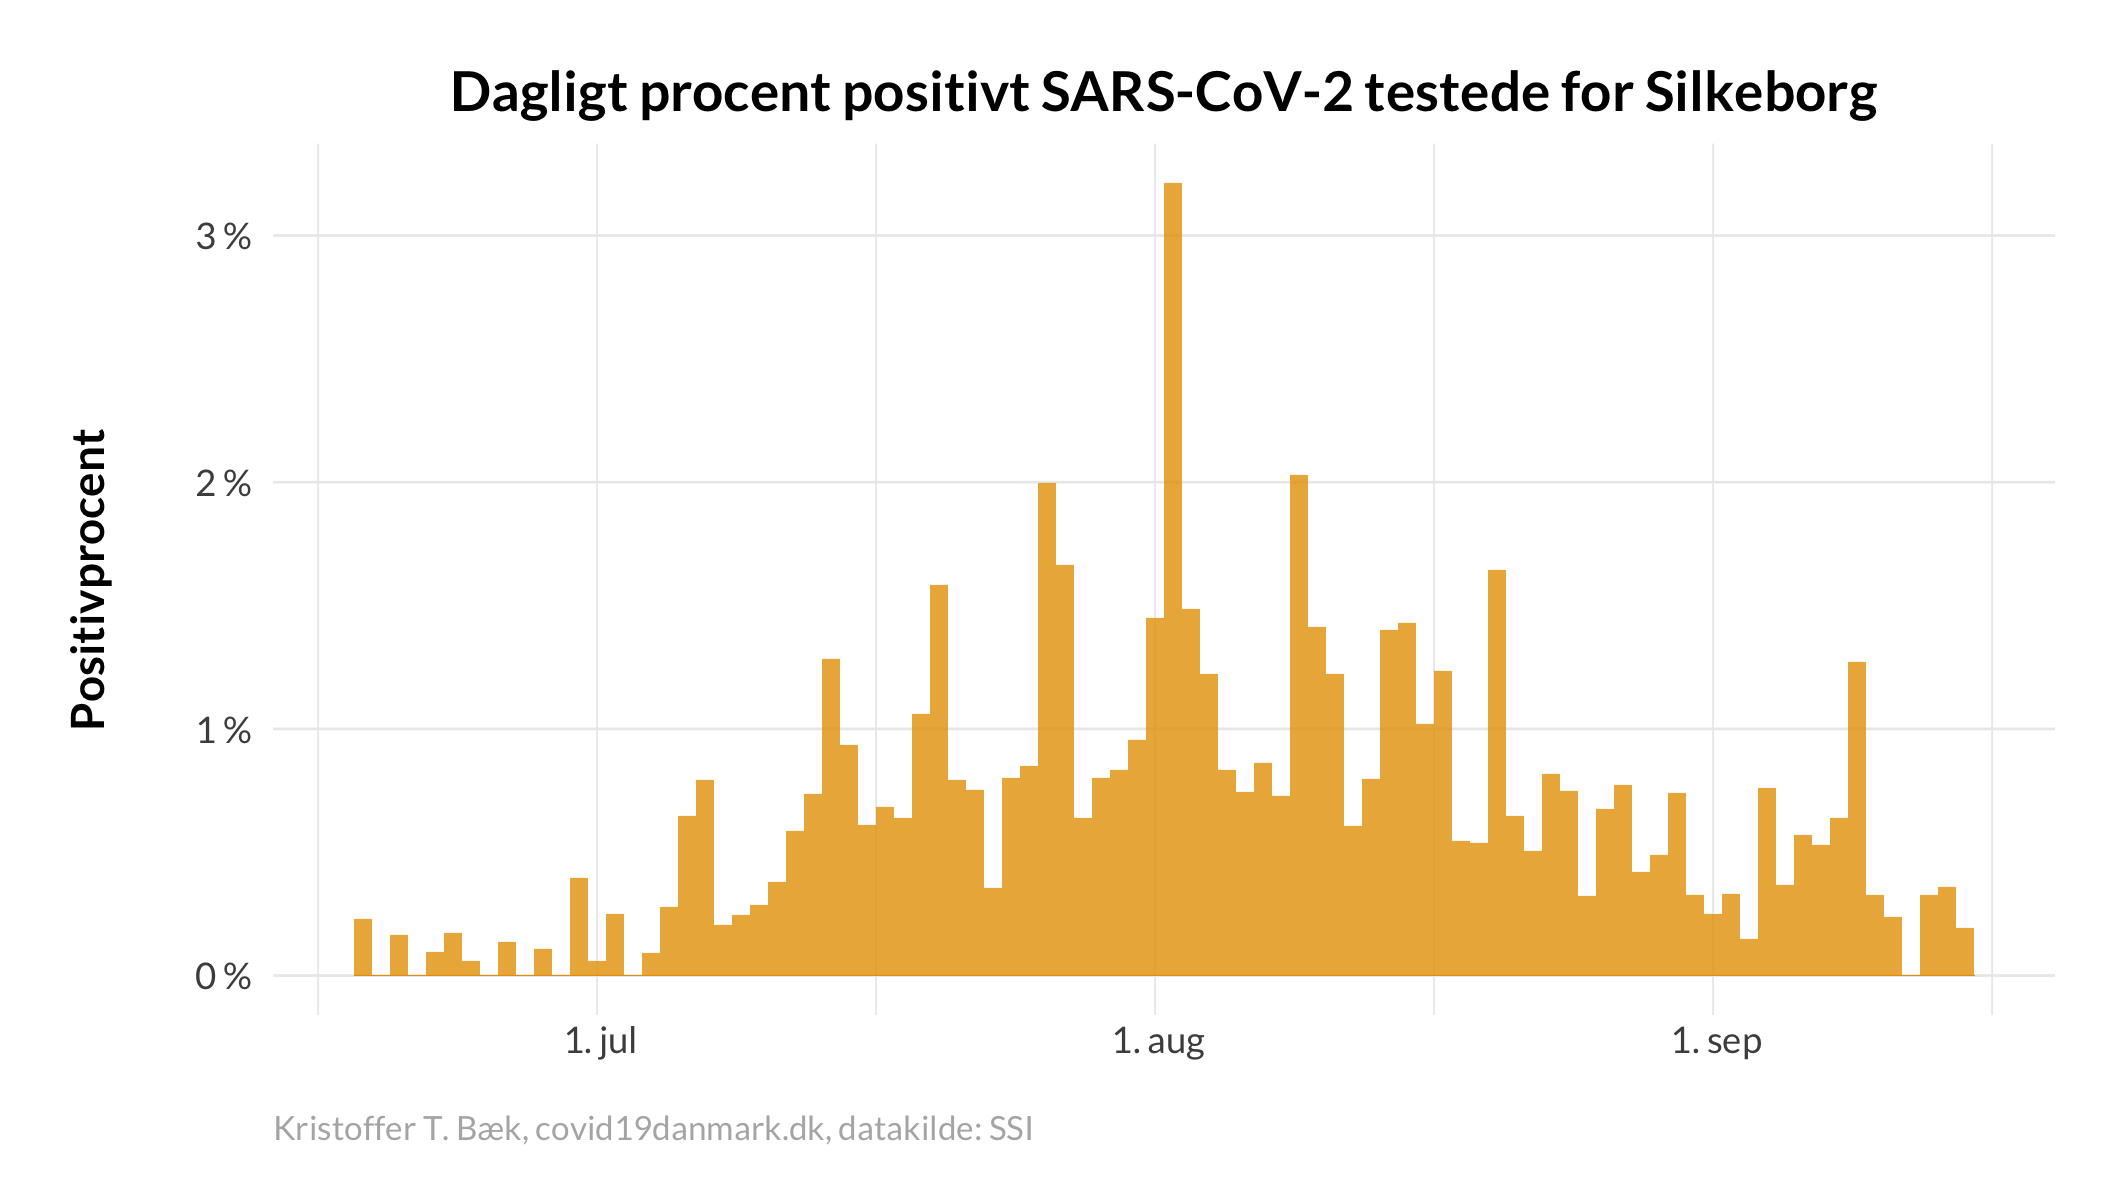 Dagligt procent positivt SARS-CoV-2 testede for Silkeborg
Positivprocent
3 %
2 %
1 %
0 %
1. jul
1. aug
1. sep
Kristoffer T. Bæk, covid19danmark.dk, datakilde: SSI